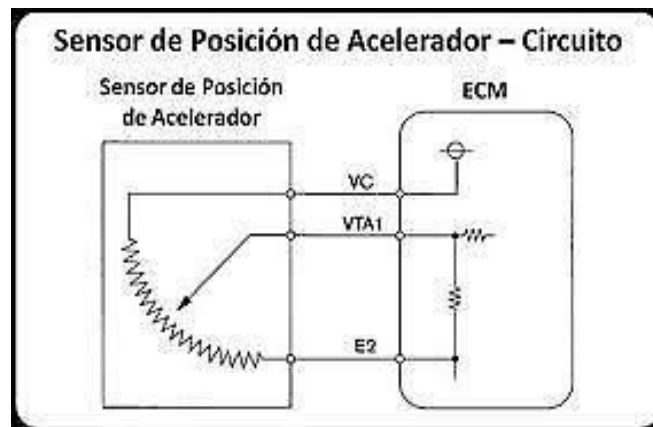 Sensor de Posición de Acelerador – Circuito
Sensor de Posición
de Acelerador
ECM
VC
VTA1
E2